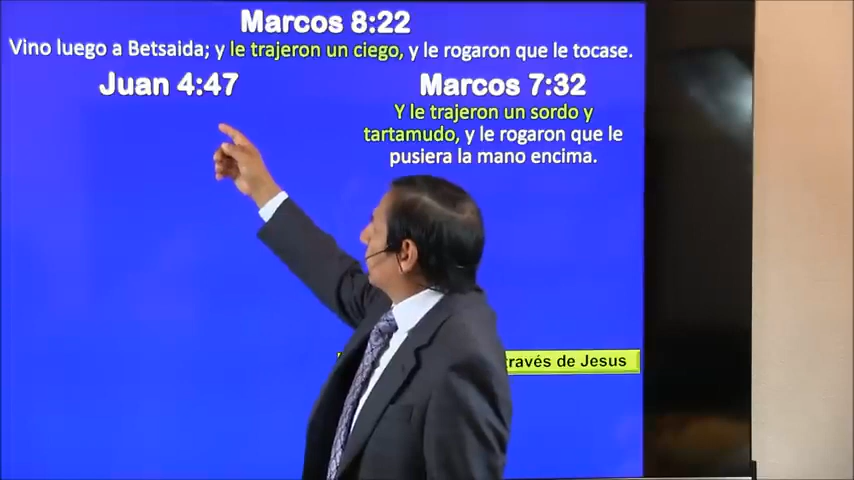 Marcos 8:22
Vino luego a Betsaida; y le trajeron un ciego, y le rogaron que le tocase.
Juan 4:47
Marcos 7:32
Y le trajeron un sordo y
tartamudo, y le rogaron que le
pusiera la mano encima.
través de Jesus